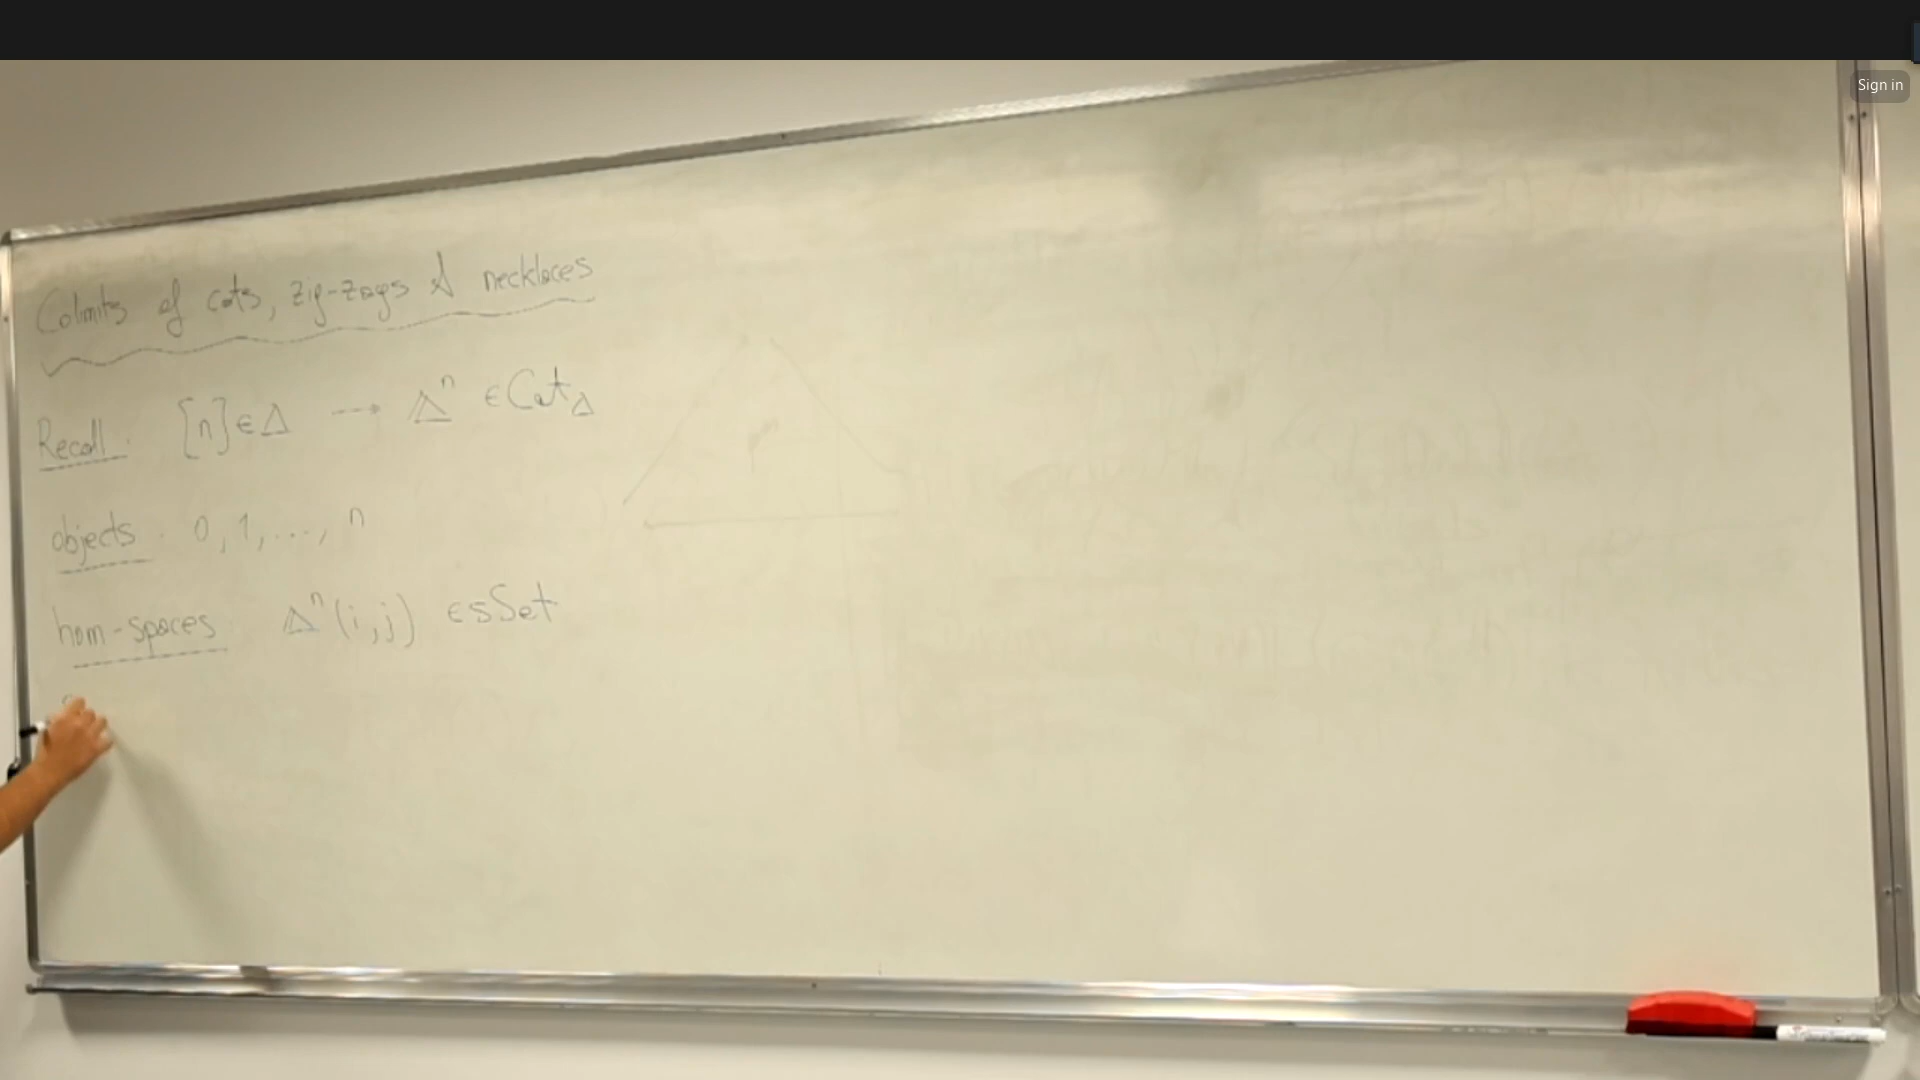 Sign in
Colimits of cats, zig-zags & necklaces
Recall: [n] ∈ Δ ⇢ Δⁿ ∈ Cat_Δ
objects: 0, 1, ..., n
hom-spaces: Δⁿ(i,j) ∈ sSet